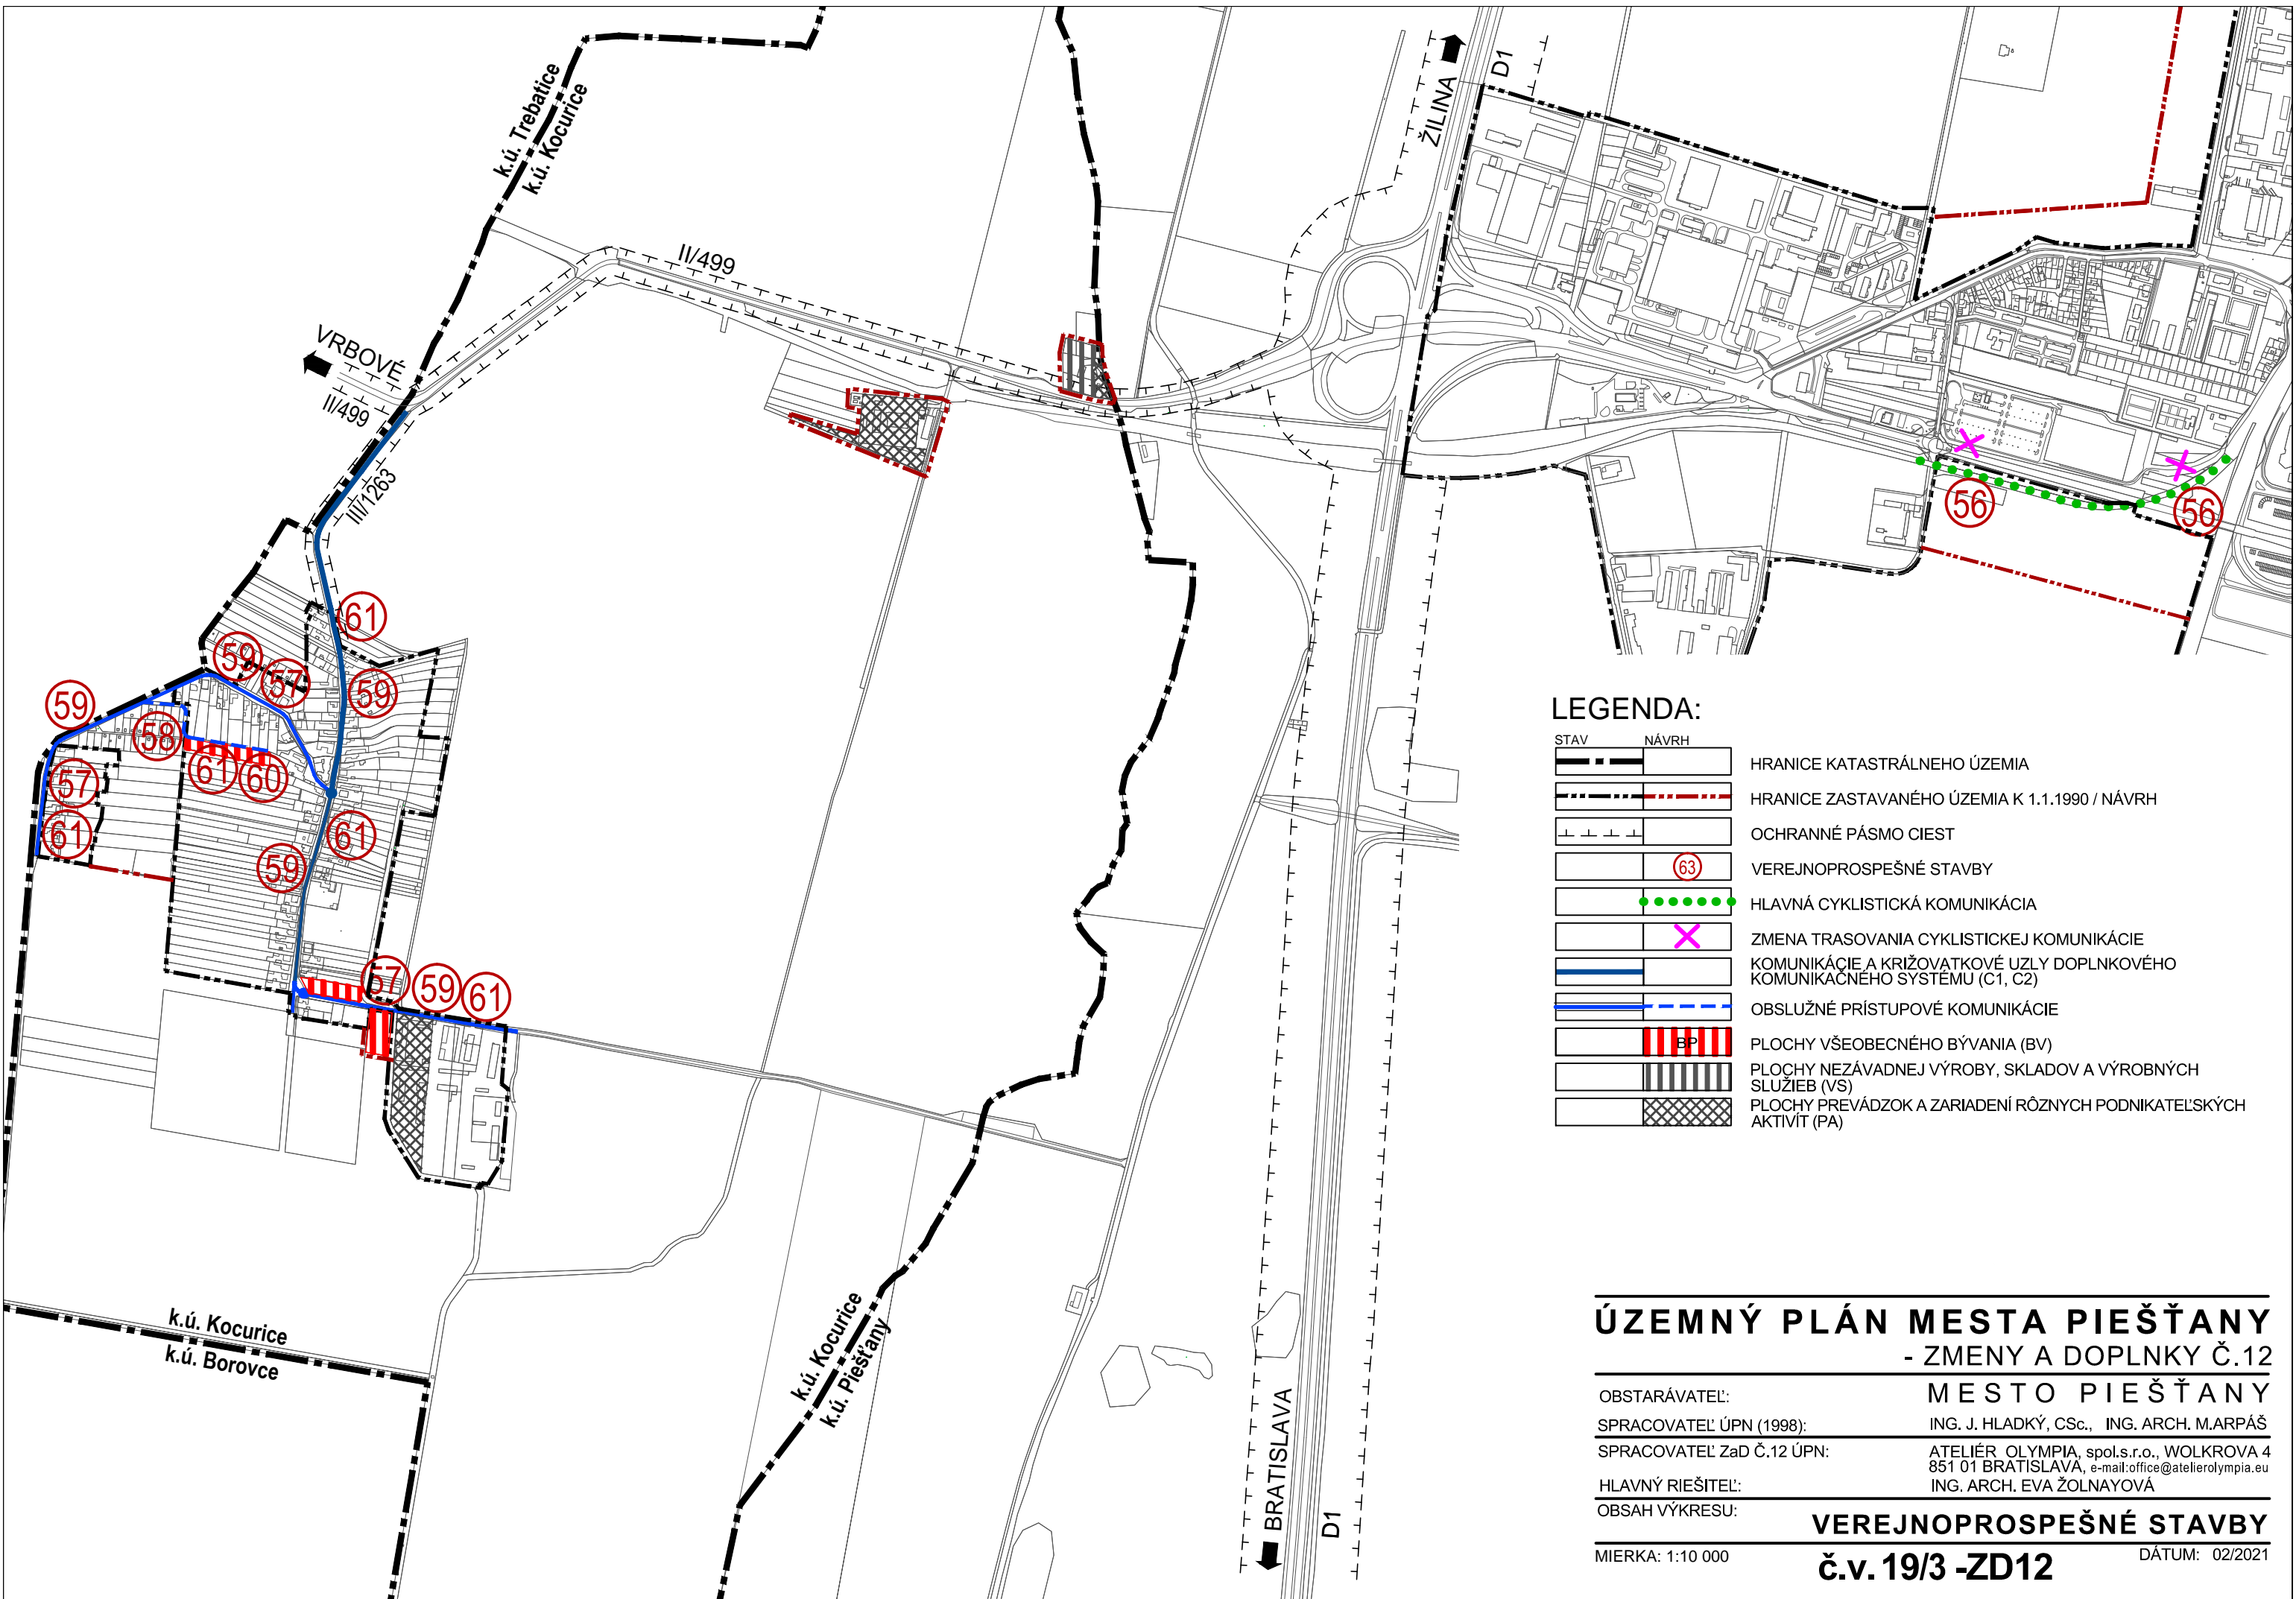 k.ú. Trebatice
k.ú. Kocurice
II/499
ŽILINA
D1
VRBOVÉ
II/499
III/1263
56
56
61
59
57
59
59
58
61
60
57
61
61
59
57
59
61
k.ú. Kocurice
k.ú. Borovce
k.ú. Kocurice
k.ú. Piešťany
BRATISLAVA
D1
LEGENDA:
STAV NÁVRH
HRANICE KATASTRÁLNEHO ÚZEMIA
HRANICE ZASTAVANÉHO ÚZEMIA K 1.1.1990 / NÁVRH
OCHRANNÉ PÁSMO CIEST
63 VEREJNOPROSPEŠNÉ STAVBY
HLAVNÁ CYKLISTICKÁ KOMUNIKÁCIA
ZMENA TRASOVANIA CYKLISTICKEJ KOMUNIKÁCIE
KOMUNIKÁCIE A KRIŽOVATKOVÉ UZLY DOPLNKOVÉHO
KOMUNIKAČNÉHO SYSTÉMU (C1, C2)
OBSLUŽNÉ PRÍSTUPOVÉ KOMUNIKÁCIE
BP PLOCHY VŠEOBECNÉHO BÝVANIA (BV)
PLOCHY NEZÁVADNEJ VÝROBY, SKLADOV A VÝROBNÝCH
SLUŽIEB (VS)
PLOCHY PREVÁDZOK A ZARIADENÍ RÔZNYCH PODNIKATEĽSKÝCH
AKTIVÍT (PA)
ÚZEMNÝ PLÁN MESTA PIEŠŤANY
- ZMENY A DOPLNKY Č.12
OBSTARÁVATEĽ: MESTO PIEŠŤANY
SPRACOVATEĽ ÚPN (1998): ING. J. HLADKÝ, CSc., ING. ARCH. M.ARPÁŠ
SPRACOVATEĽ ZaD Č.12 ÚPN: ATELIÉR OLYMPIA, spol.s.r.o., WOLKROVA 4
851 01 BRATISLAVA, e-mail:office@atelierolympia.eu
HLAVNÝ RIEŠITEĽ: ING. ARCH. EVA ŽOLNAYOVÁ
OBSAH VÝKRESU: VEREJNOPROSPEŠNÉ STAVBY
MIERKA: 1:10 000 č.v. 19/3 -ZD12 DÁTUM: 02/2021